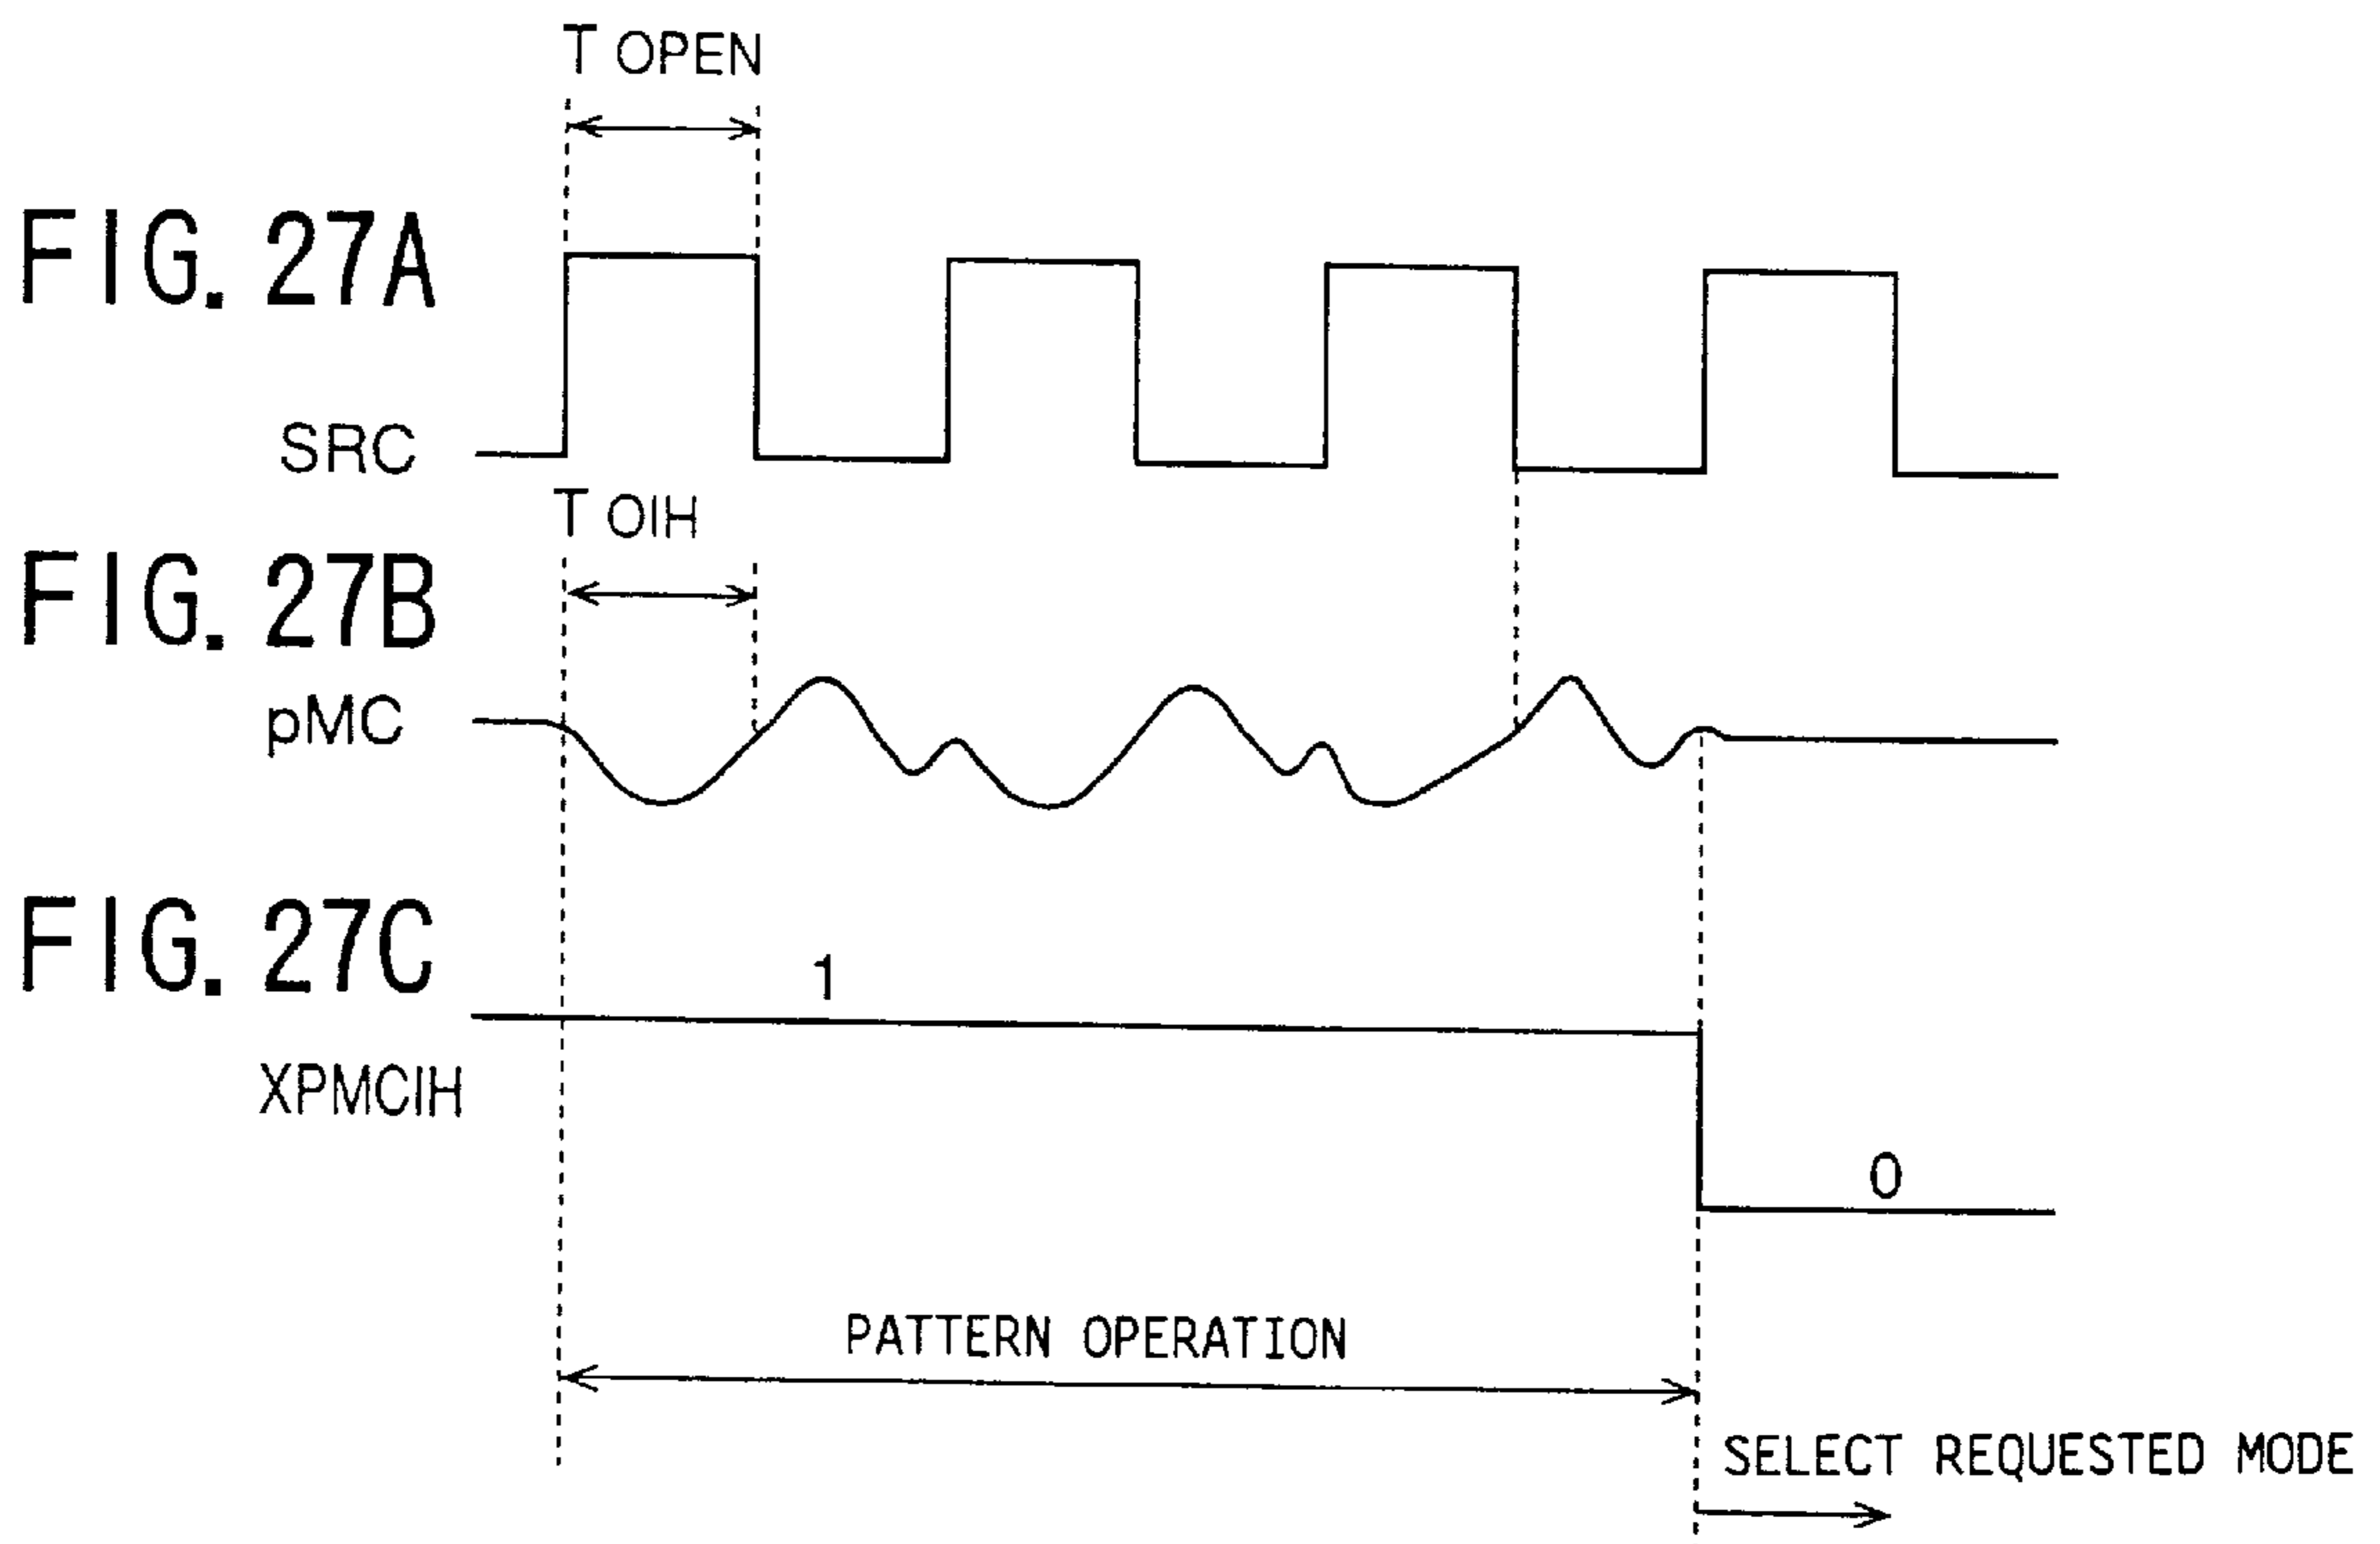 T OPEN
FIG. 27A
SRC
T OIH
FIG. 27B
pMC
FIG. 27C
1
XPMCIH
0
PATTERN OPERATION
SELECT REQUESTED MODE